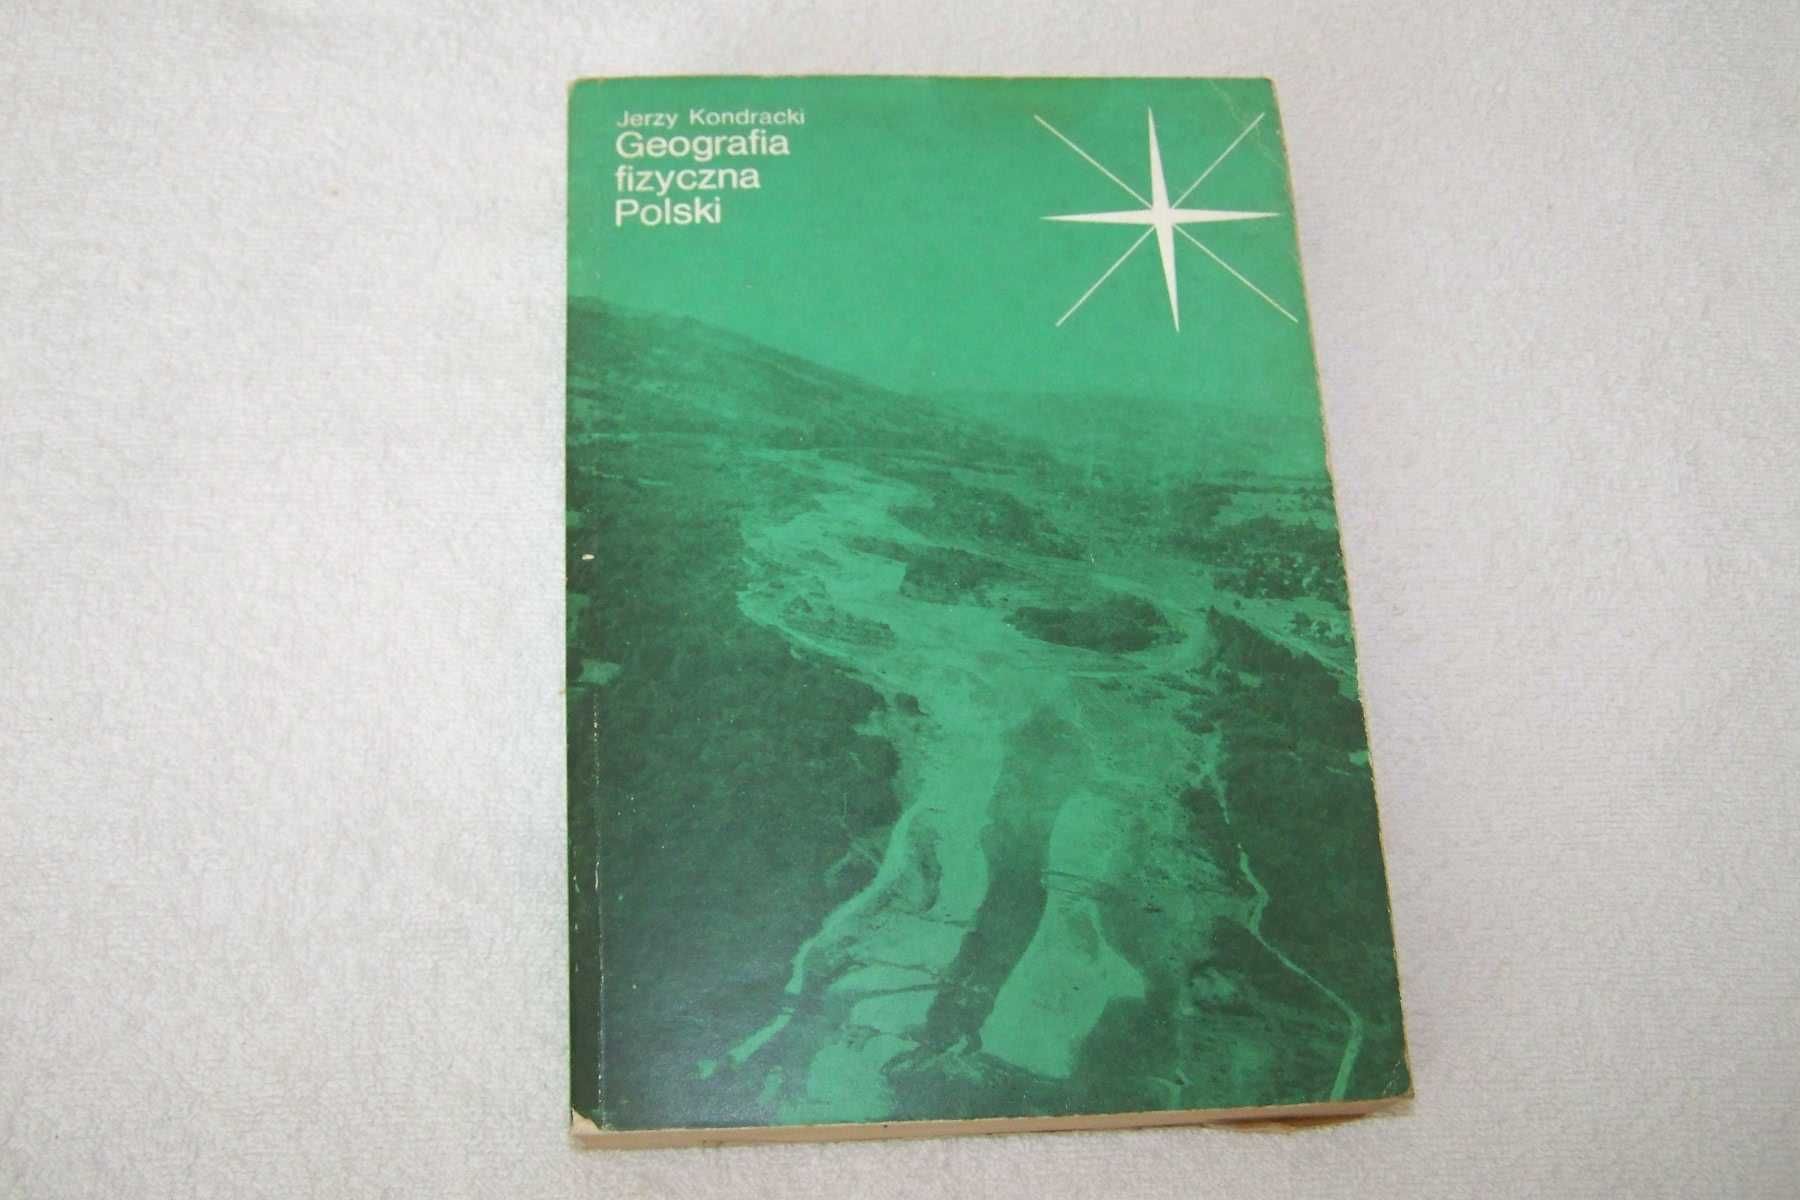 Jerzy Kondracki
Geografia
fizyczna
Polski